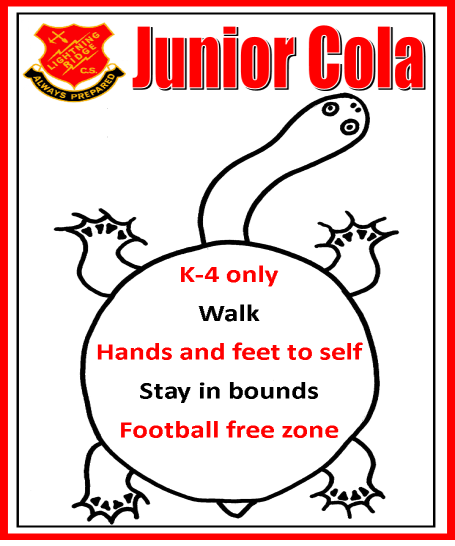 LIGHTNING
RIDGE
C.S.
ALWAYS PREPARED
Junior Cola
K-4 only
Walk
Hands and feet to self
Stay in bounds
Football free zone